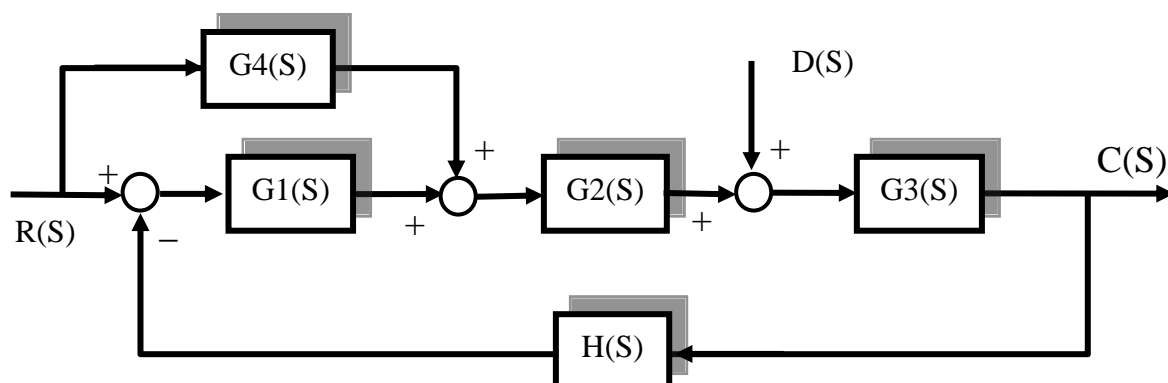 G4(S)
D(S)
+
+
+
C(S)
G1(S)
G2(S)
G3(S)
R(S)
−
+
+
H(S)